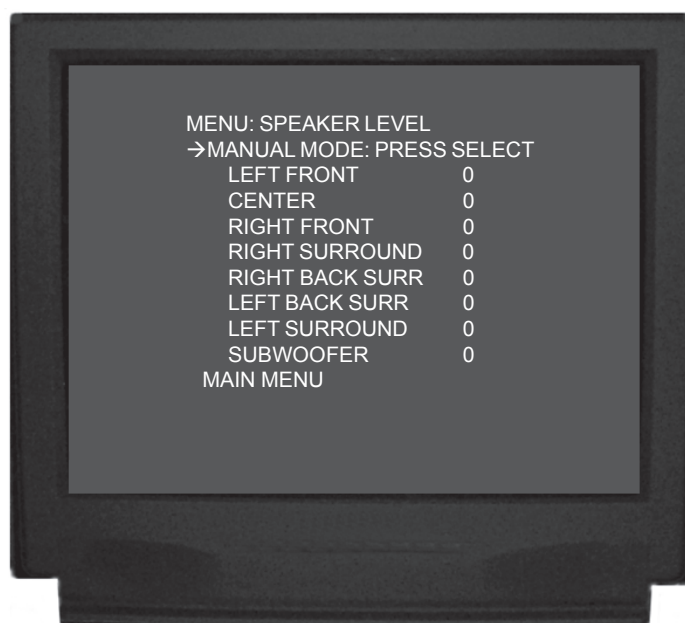 MENU: SPEAKER LEVEL
→MANUAL MODE: PRESS SELECT
LEFT FRONT 0
CENTER 0
RIGHT FRONT 0
RIGHT SURROUND 0
RIGHT BACK SURR 0
LEFT BACK SURR 0
LEFT SURROUND 0
SUBWOOFER 0
MAIN MENU